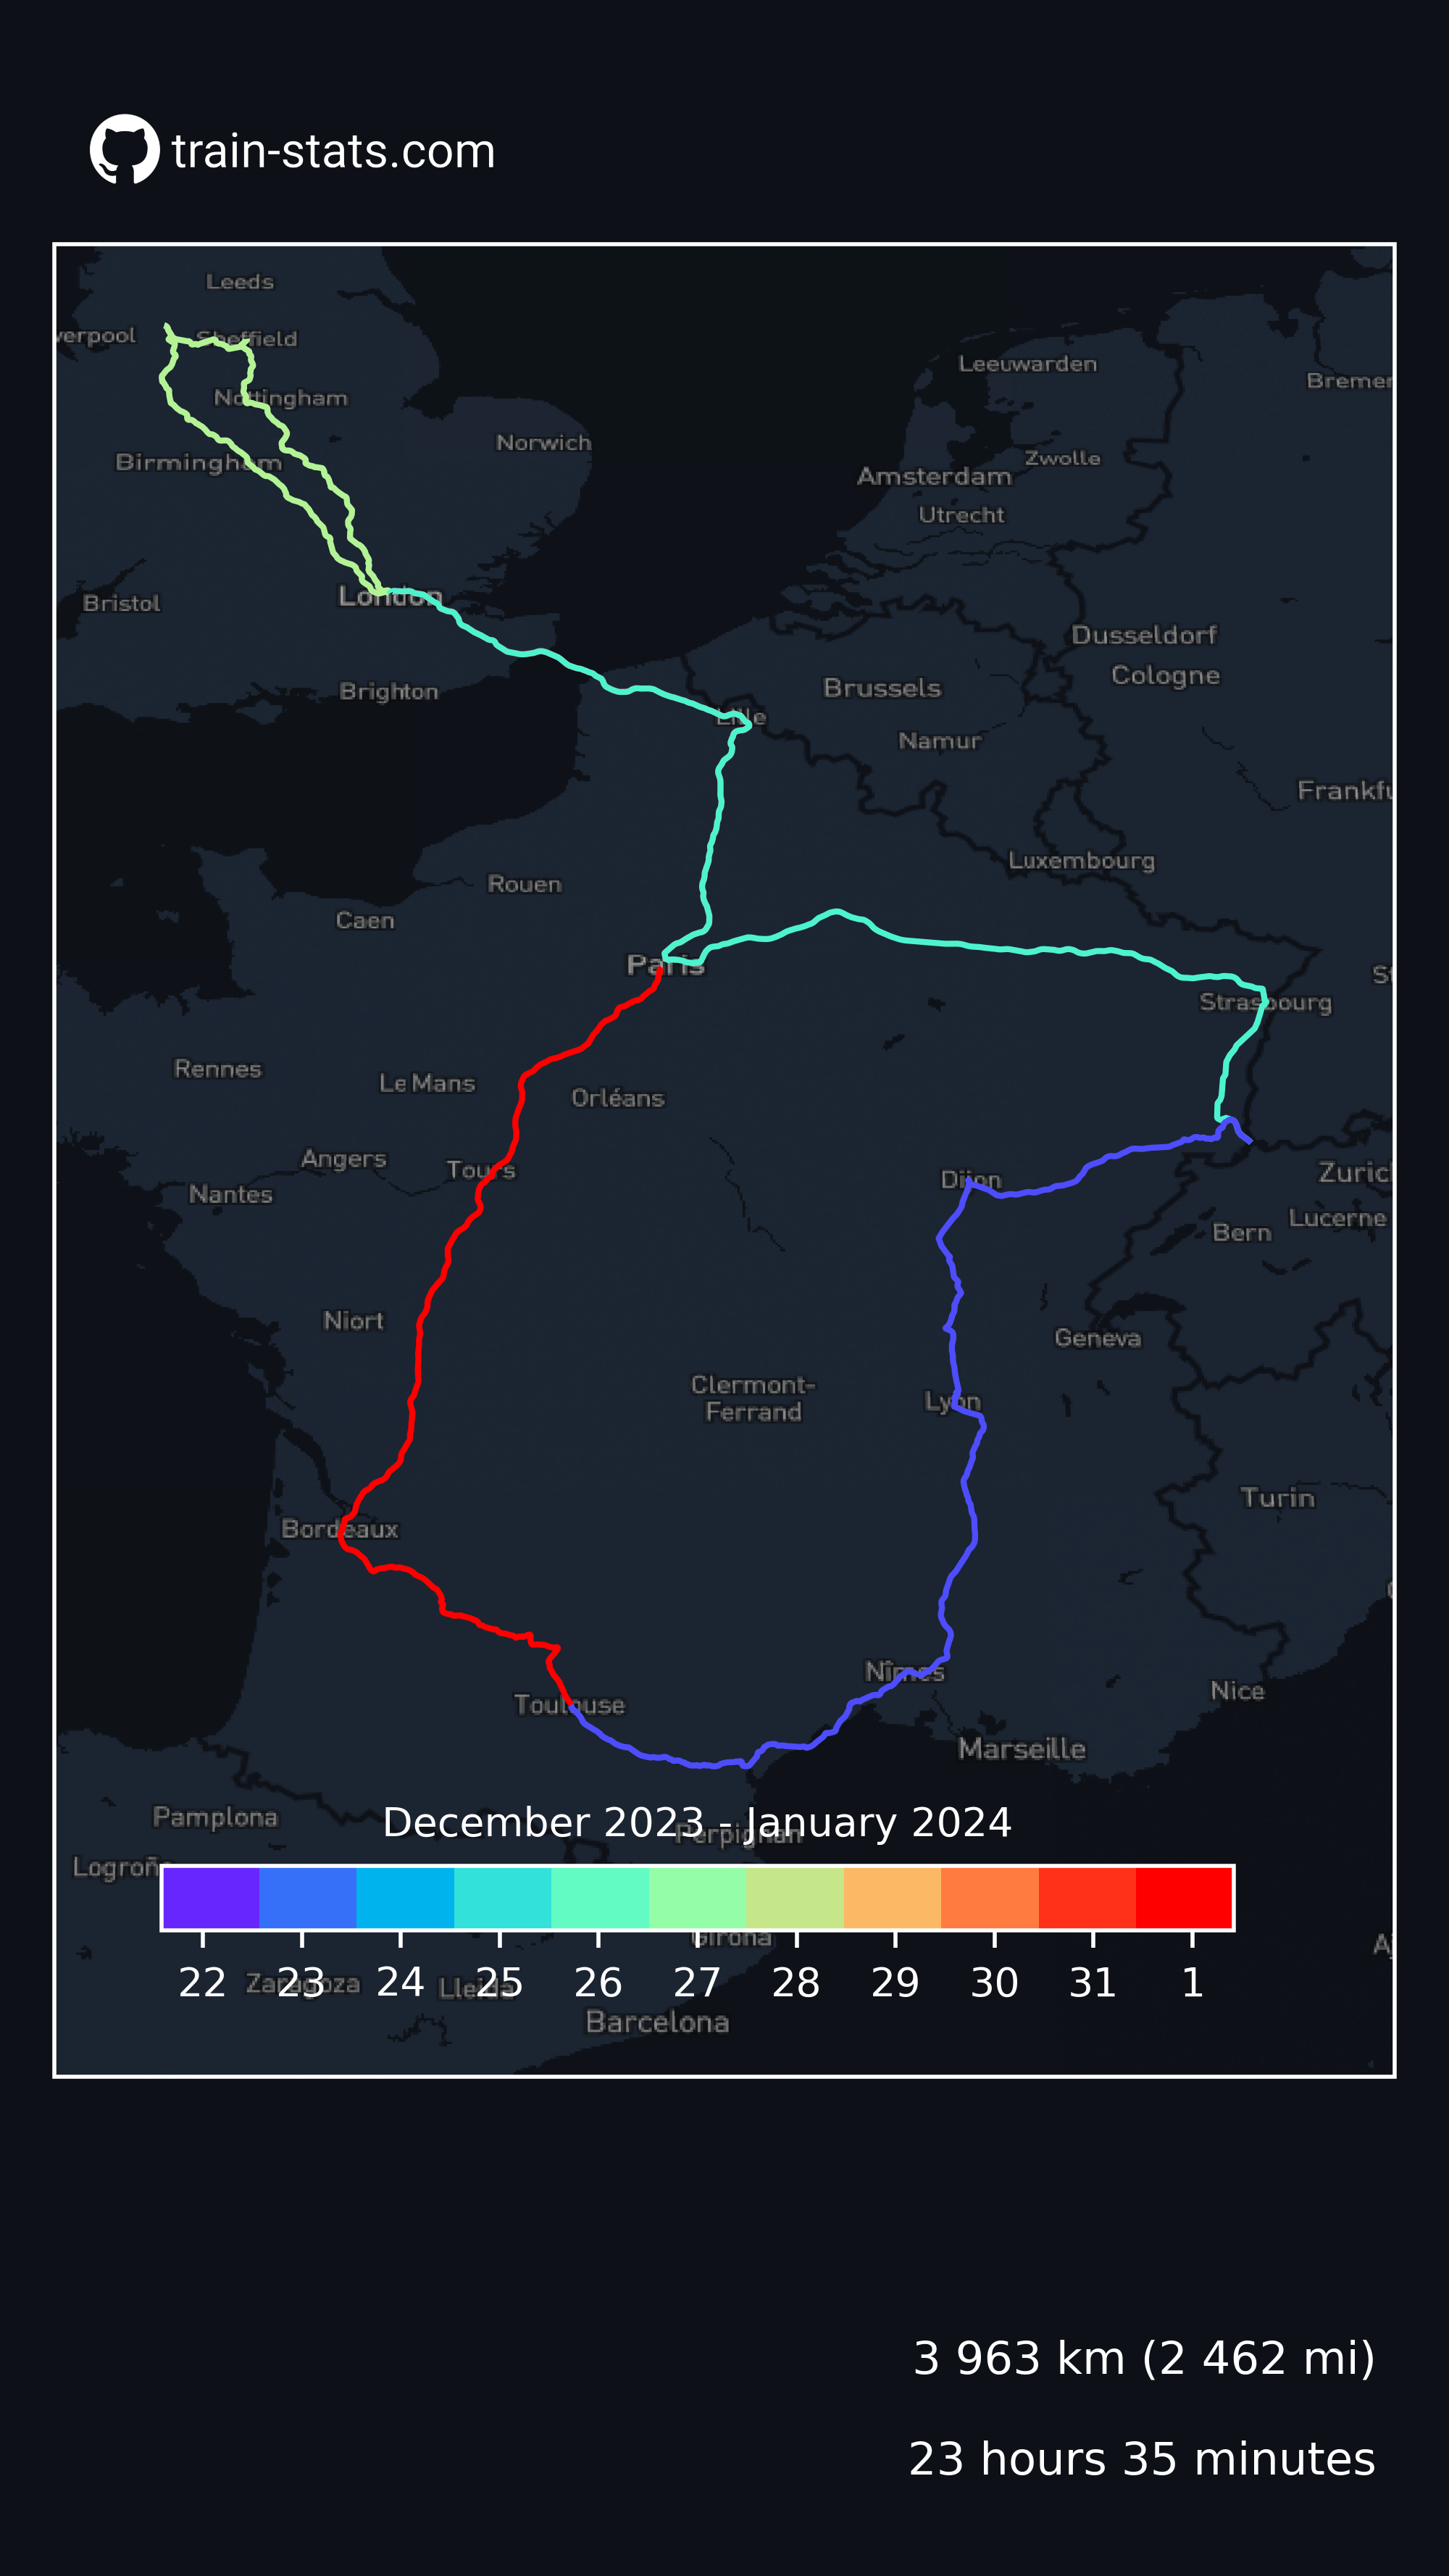 train-stats.com
Leeds
verpool
Sheffield
Leeuwarden
Bremen
Nottingham
Norwich
Zwolle
Birmingham
Amsterdam
Utrecht
London
Bristol
Dusseldorf
Cologne
Brussels
Brighton
Lille
Namur
Frankfu
Luxembourg
Rouen
Caen
Paris
St
Strasbourg
Rennes
Le Mans
Orléans
Angers
Tours
Zuric
Dijon
Nantes
Lucerne
Bern
Niort
Geneva
Clermont-
Ferrand
Lyon
Turin
Bordeaux
Nîmes
Nice
Toulouse
Marseille
Pamplona
December 2023 - January 2024
Perpignan
Logroñ
Girona
Aj
22 23 24 25 26 27 28 29 30 31 1
Zaragoza
Lleida
Barcelona
3 963 km (2 462 mi)
23 hours 35 minutes